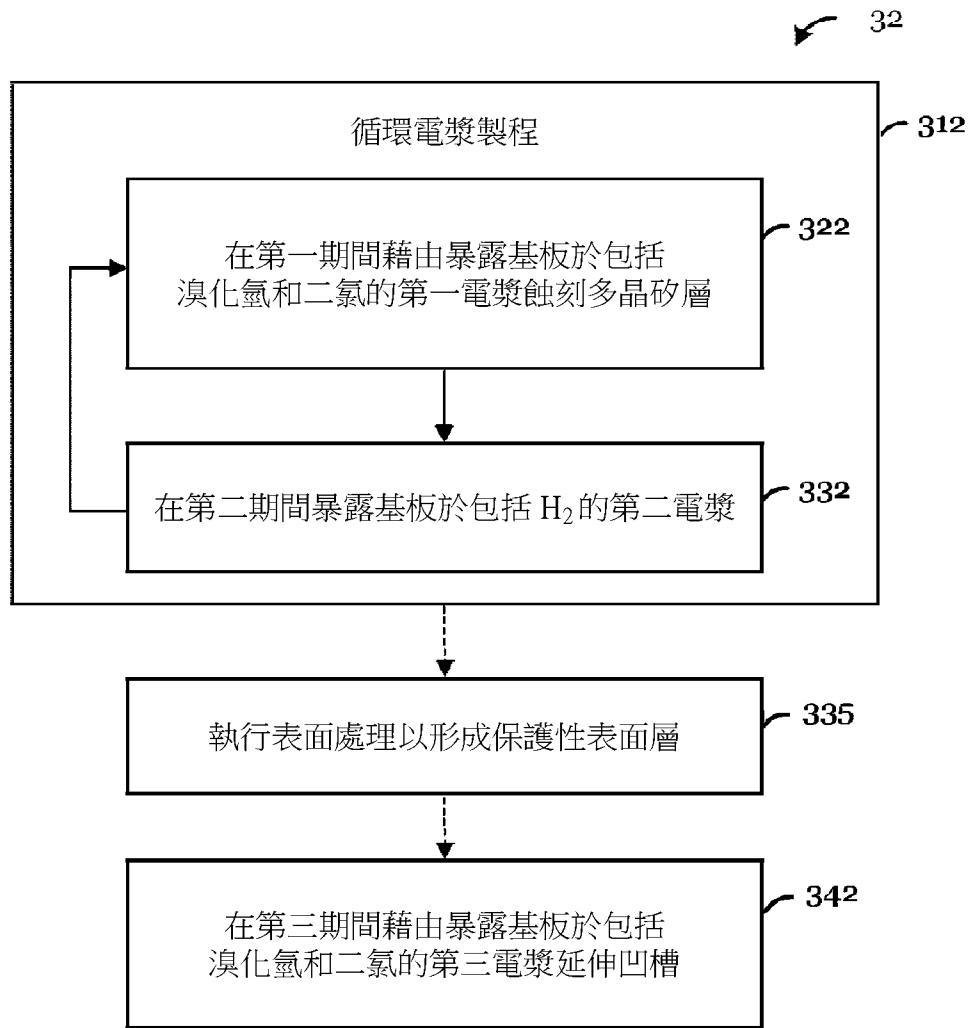 32
循環電漿製程
312
在第一期間藉由暴露基板於包括
溴化氫和二氯的第一電漿蝕刻多晶矽層
322
在第二期間暴露基板於包括 H₂ 的第二電漿
332
執行表面處理以形成保護性表面層
335
在第三期間藉由暴露基板於包括
溴化氫和二氯的第三電漿延伸凹槽
342